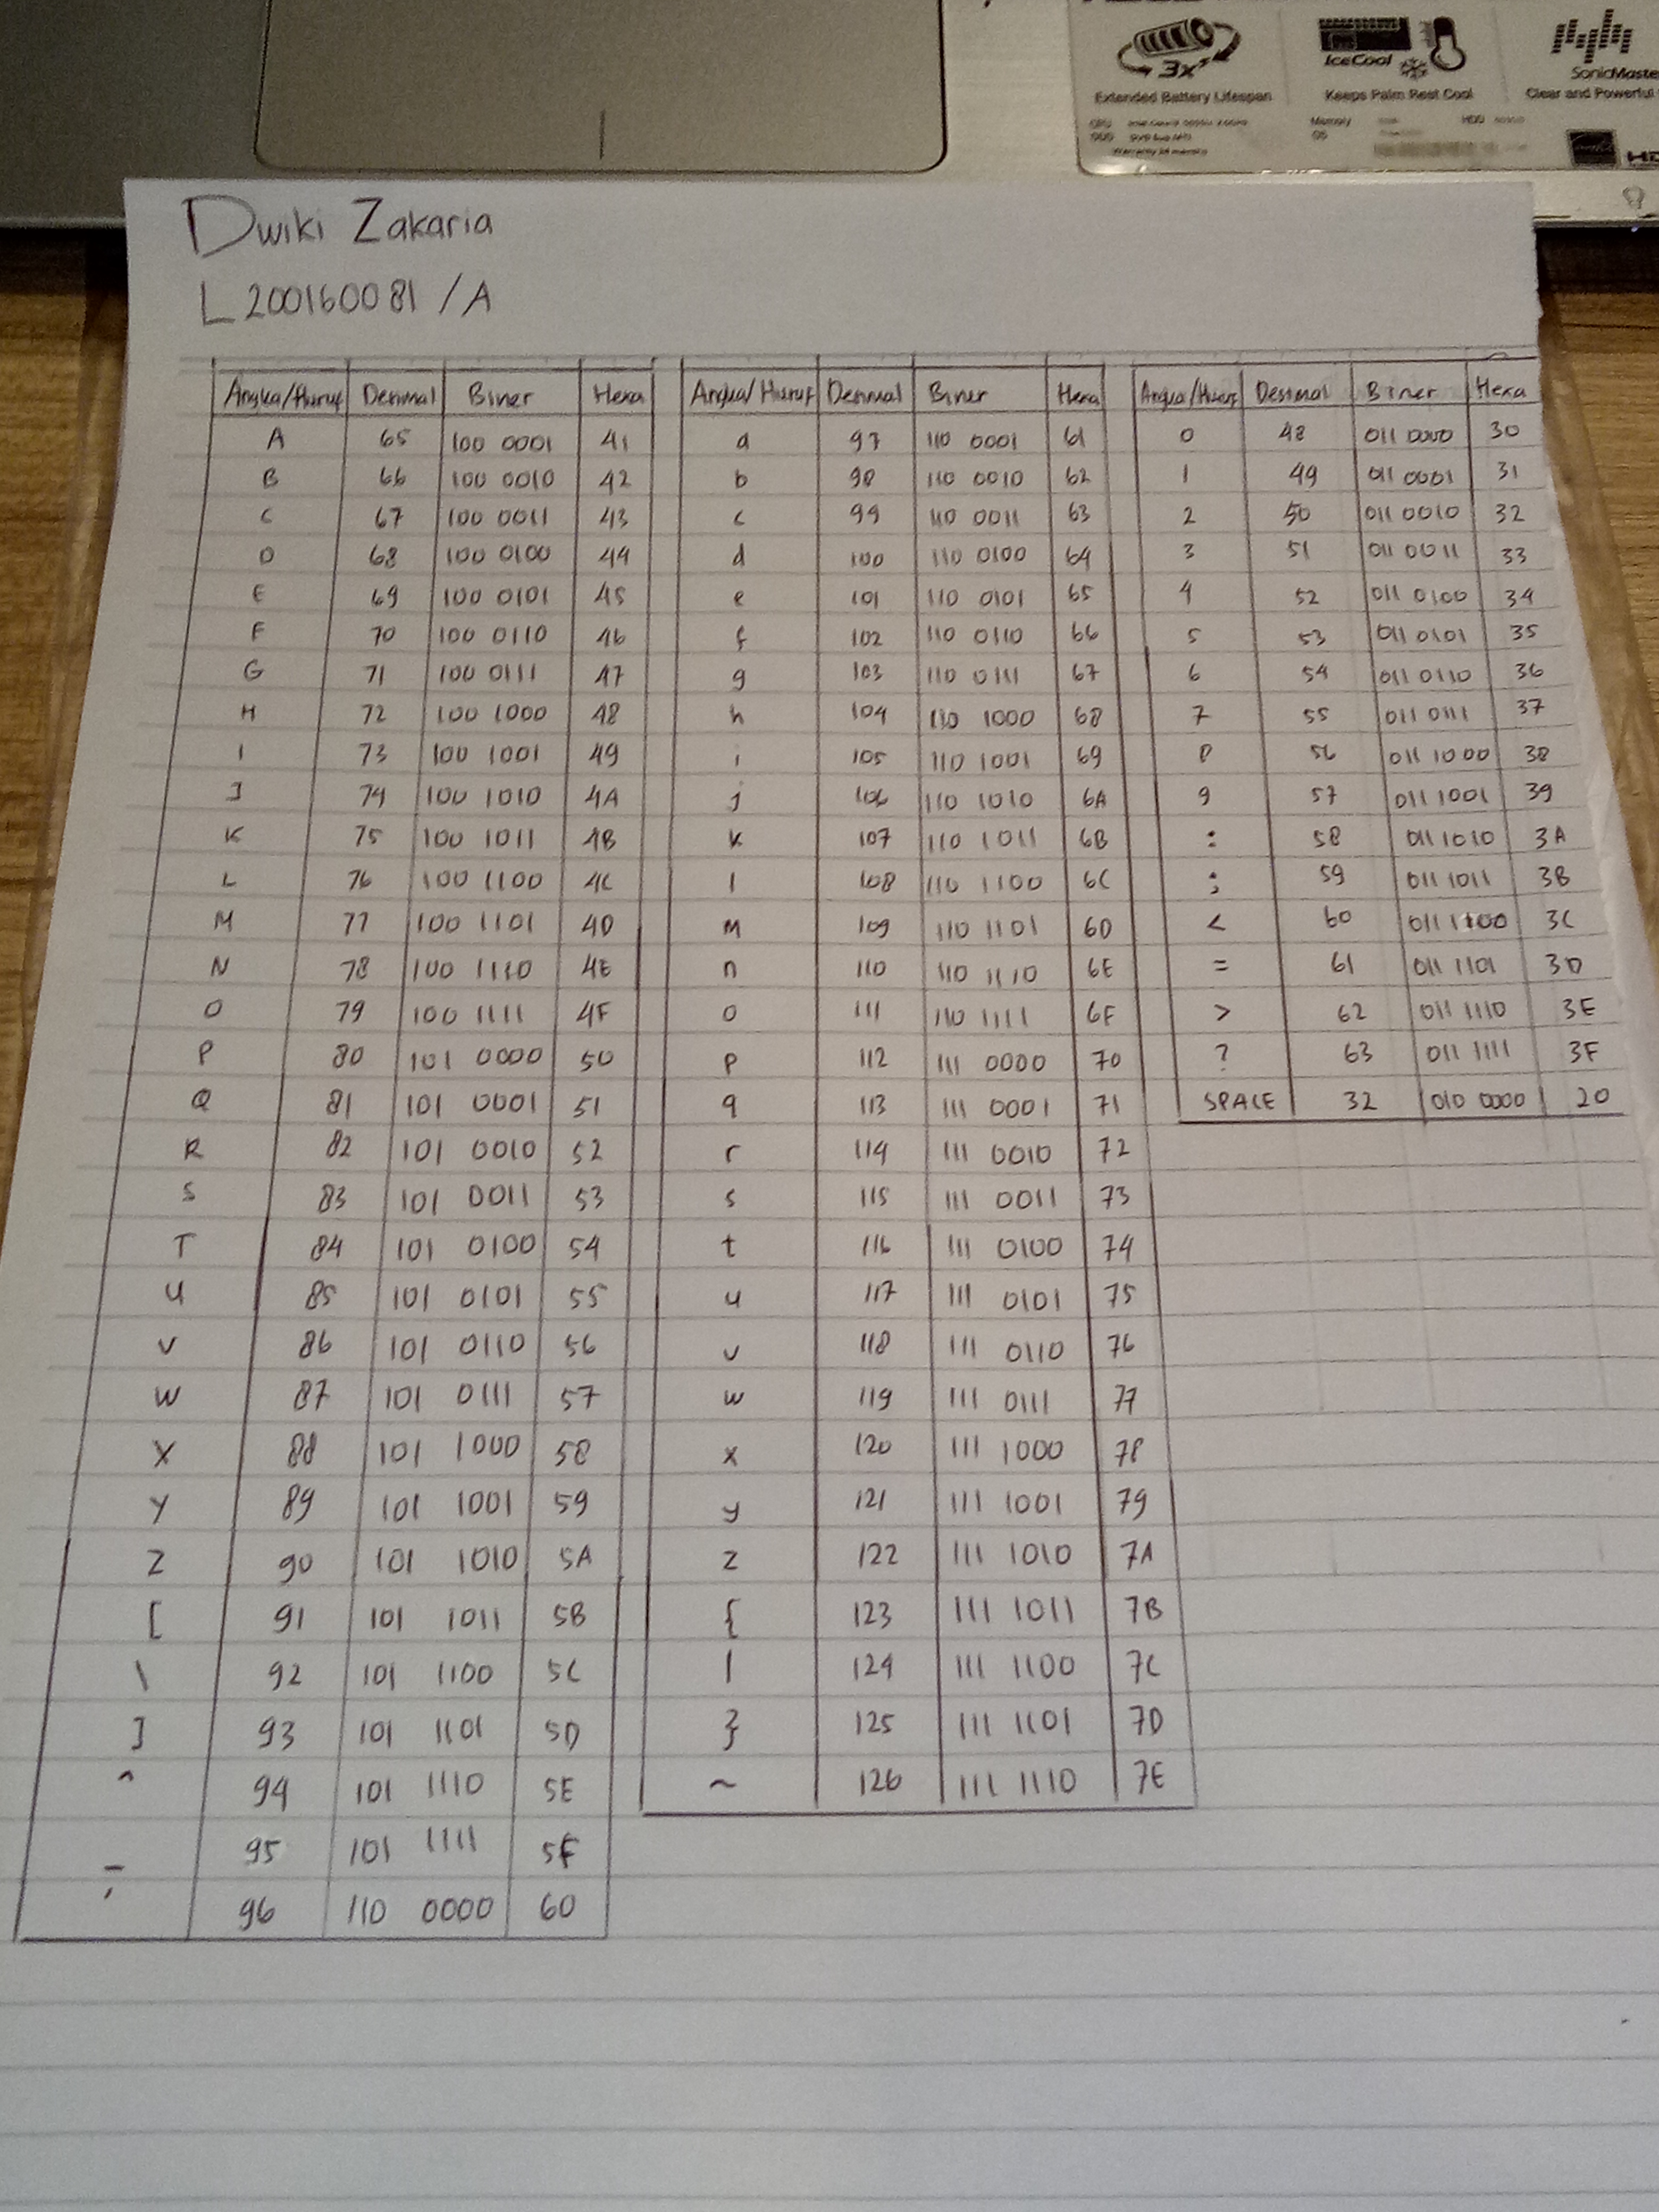 3x
IceCool
SonicMaste
Extended Battery Lifespan
Keeps Palm Rest Cool
Clear and Powerful
Memory
HDD
HD
Dwiki Zakaria
L200160081 / A
Angka/Huruf Desimal Biner Hexa Angka/Huruf Desimal Biner Hexa Angka/Huruf Desimal Biner Hexa
A 65 100 0001 41 a 97 110 0001 61 0 48 011 0000 30
B 66 100 0010 42 b 98 110 0010 62 1 49 011 0001 31
C 67 100 0011 43 c 99 110 0011 63 2 50 011 0010 32
D 68 100 0100 44 d 100 110 0100 64 3 51 011 0011 33
E 69 100 0101 45 e 101 110 0101 65 4 52 011 0100 34
F 70 100 0110 46 f 102 110 0110 66 5 53 011 0101 35
G 71 100 0111 47 g 103 110 0111 67 6 54 011 0110 36
H 72 100 1000 48 h 104 110 1000 68 7 55 011 0111 37
I 73 100 1001 49 i 105 110 1001 69 8 56 011 1000 38
J 74 100 1010 4A j 106 110 1010 6A 9 57 011 1001 39
K 75 100 1011 4B k 107 110 1011 6B : 58 011 1010 3A
L 76 100 1100 4C l 108 110 1100 6C ; 59 011 1011 3B
M 77 100 1101 4D m 109 110 1101 6D < 60 011 1100 3C
N 78 100 1110 4E n 110 110 1110 6E = 61 011 1101 3D
O 79 100 1111 4F o 111 110 1111 6F > 62 011 1110 3E
P 80 101 0000 50 p 112 111 0000 70 ? 63 011 1111 3F
Q 81 101 0001 51 q 113 111 0001 71 SPACE 32 010 0000 20
R 82 101 0010 52 r 114 111 0010 72
S 83 101 0011 53 s 115 111 0011 73
T 84 101 0100 54 t 116 111 0100 74
U 85 101 0101 55 u 117 111 0101 75
V 86 101 0110 56 v 118 111 0110 76
W 87 101 0111 57 w 119 111 0111 77
X 88 101 1000 58 x 120 111 1000 78
Y 89 101 1001 59 y 121 111 1001 79
Z 90 101 1010 5A z 122 111 1010 7A
[ 91 101 1011 5B { 123 111 1011 7B
\ 92 101 1100 5C | 124 111 1100 7C
] 93 101 1101 5D } 125 111 1101 7D
^ 94 101 1110 5E ~ 126 111 1110 7E
_ 95 101 1111 5F
' 96 110 0000 60